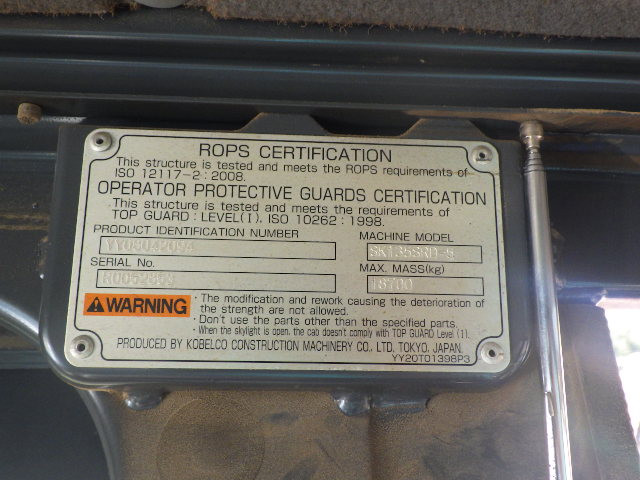 ROPS CERTIFICATION
This structure is tested and meets the ROPS requirements of
ISO 12117-2:2008.
OPERATOR PROTECTIVE GUARDS CERTIFICATION
This structure is tested and meets the requirements of
TOP GUARD:LEVEL(I), ISO 10262:1998.
PRODUCT IDENTIFICATION NUMBER
MACHINE MODEL
SERIAL No.
MAX. MASS(kg)
18700
WARNING
· The modification and rework causing the deterioration of
the strength are not allowed.
· Don't use the parts other than the specified parts.
· When the skylight is open, the cab doesn't comply with TOP GUARD Level (I).
PRODUCED BY KOBELCO CONSTRUCTION MACHINERY CO., LTD. TOKYO, JAPAN.
YY20T01398P3